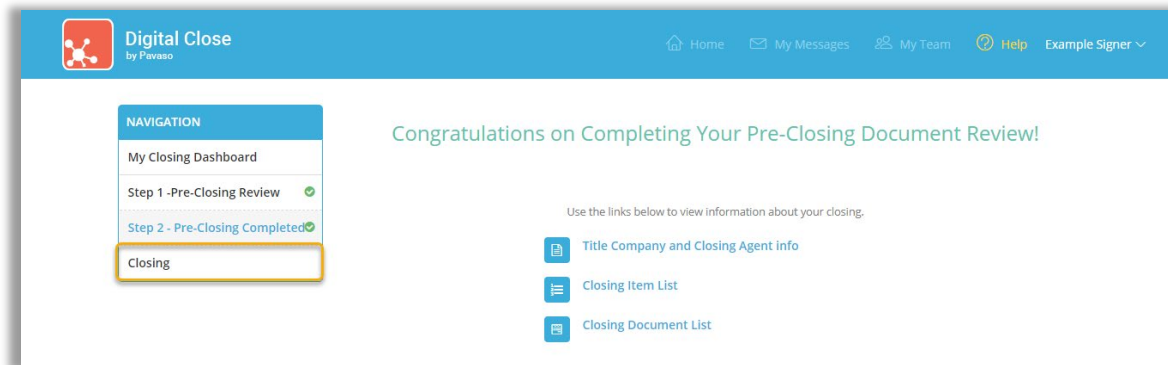 Digital Close
by Pavaso
Home My Messages My Team Help Example Signer
NAVIGATION
My Closing Dashboard
Step 1 -Pre-Closing Review
Step 2 - Pre-Closing Completed
Closing
Congratulations on Completing Your Pre-Closing Document Review!
Use the links below to view information about your closing.
Title Company and Closing Agent info
Closing Item List
Closing Document List